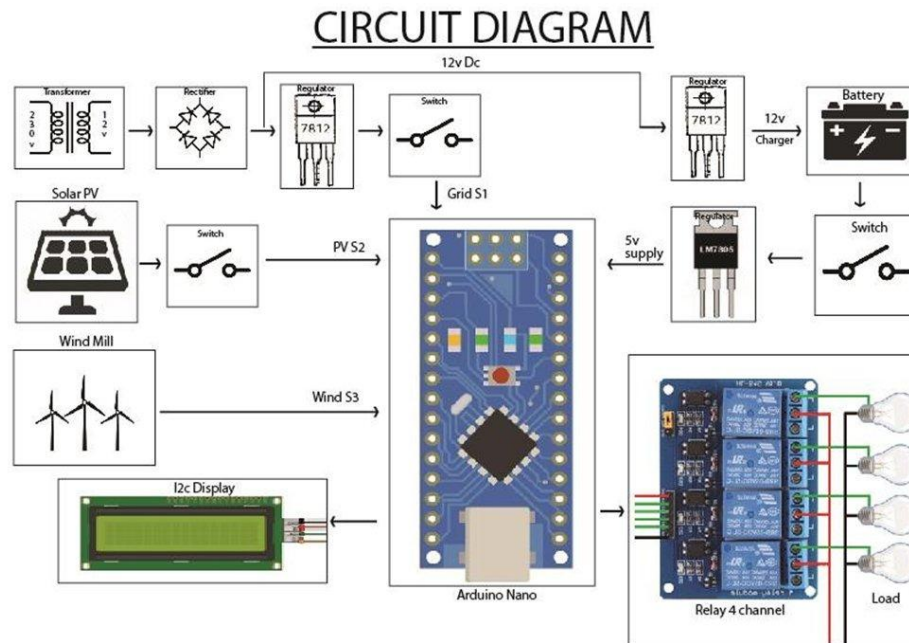 CIRCUIT DIAGRAM
12v Dc
Transformer
230v
12v
Rectifier
Regulator
7812
Switch
Regulator
7812
12v
Charger
Battery
Grid S1
Solar PV
Switch
PV S2
5v
supply
Regulator
LM7805
Switch
Wind Mill
Wind S3
I2c Display
Arduino Nano
Relay 4 channel
Load